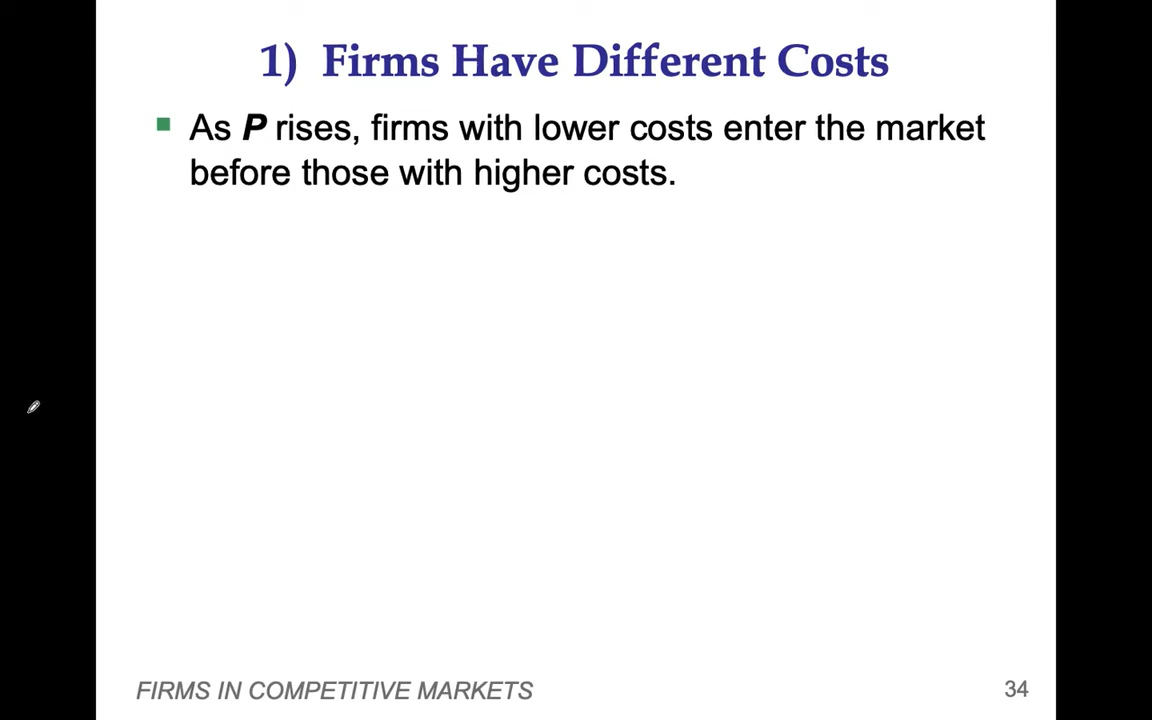 1) Firms Have Different Costs
As P rises, firms with lower costs enter the market
before those with higher costs.
FIRMS IN COMPETITIVE MARKETS
34